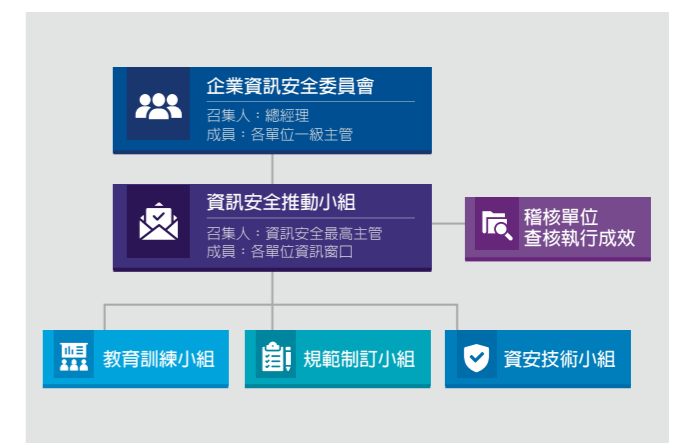 企業資訊安全委員會
召集人：總經理
成員：各單位一級主管
資訊安全推動小組
召集人：資訊安全最高主管
成員：各單位資訊窗口
稽核單位
查核執行成效
教育訓練小組
規範制訂小組
資安技術小組